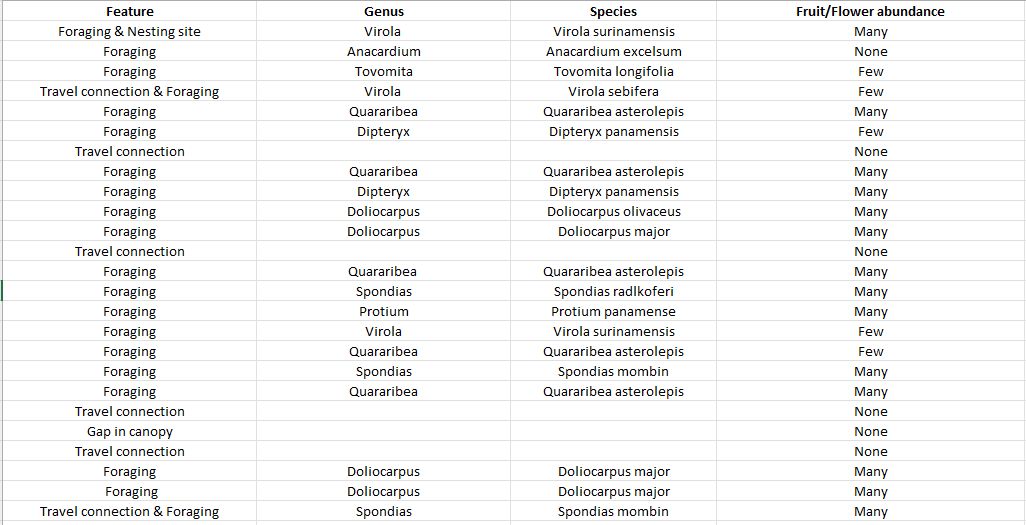 Feature Genus Species Fruit/Flower abundance
Foraging & Nesting site Virola Virola surinamensis Many
Foraging Anacardium Anacardium excelsum None
Foraging Tovomita Tovomita longifolia Few
Travel connection & Foraging Virola Virola sebifera Few
Foraging Quararibea Quararibea asterolepis Many
Foraging Dipteryx Dipteryx panamensis Few
Travel connection None
Foraging Quararibea Quararibea asterolepis Many
Foraging Dipteryx Dipteryx panamensis Many
Foraging Doliocarpus Doliocarpus olivaceus Many
Foraging Doliocarpus Doliocarpus major Many
Travel connection None
Foraging Quararibea Quararibea asterolepis Many
Foraging Spondias Spondias radlkoferi Many
Foraging Protium Protium panamense Many
Foraging Virola Virola surinamensis Few
Foraging Quararibea Quararibea asterolepis Few
Foraging Spondias Spondias mombin Many
Foraging Quararibea Quararibea asterolepis Many
Travel connection None
Gap in canopy None
Travel connection None
Foraging Doliocarpus Doliocarpus major Many
Foraging Doliocarpus Doliocarpus major Many
Travel connection & Foraging Spondias Spondias mombin Many